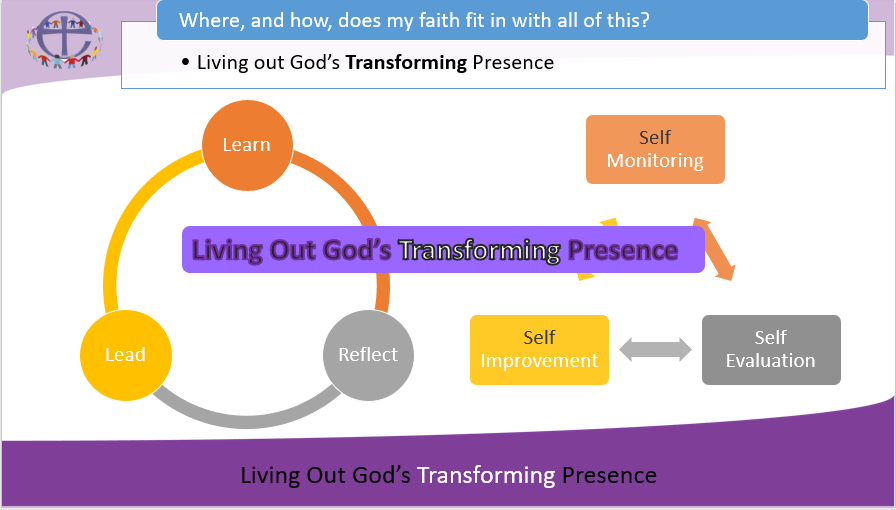 Where, and how, does my faith fit in with all of this?
• Living out God’s Transforming Presence
Learn
Self
Monitoring
Living Out God’s Transforming Presence
Lead
Reflect
Self
Improvement
Self
Evaluation
Living Out God’s Transforming Presence